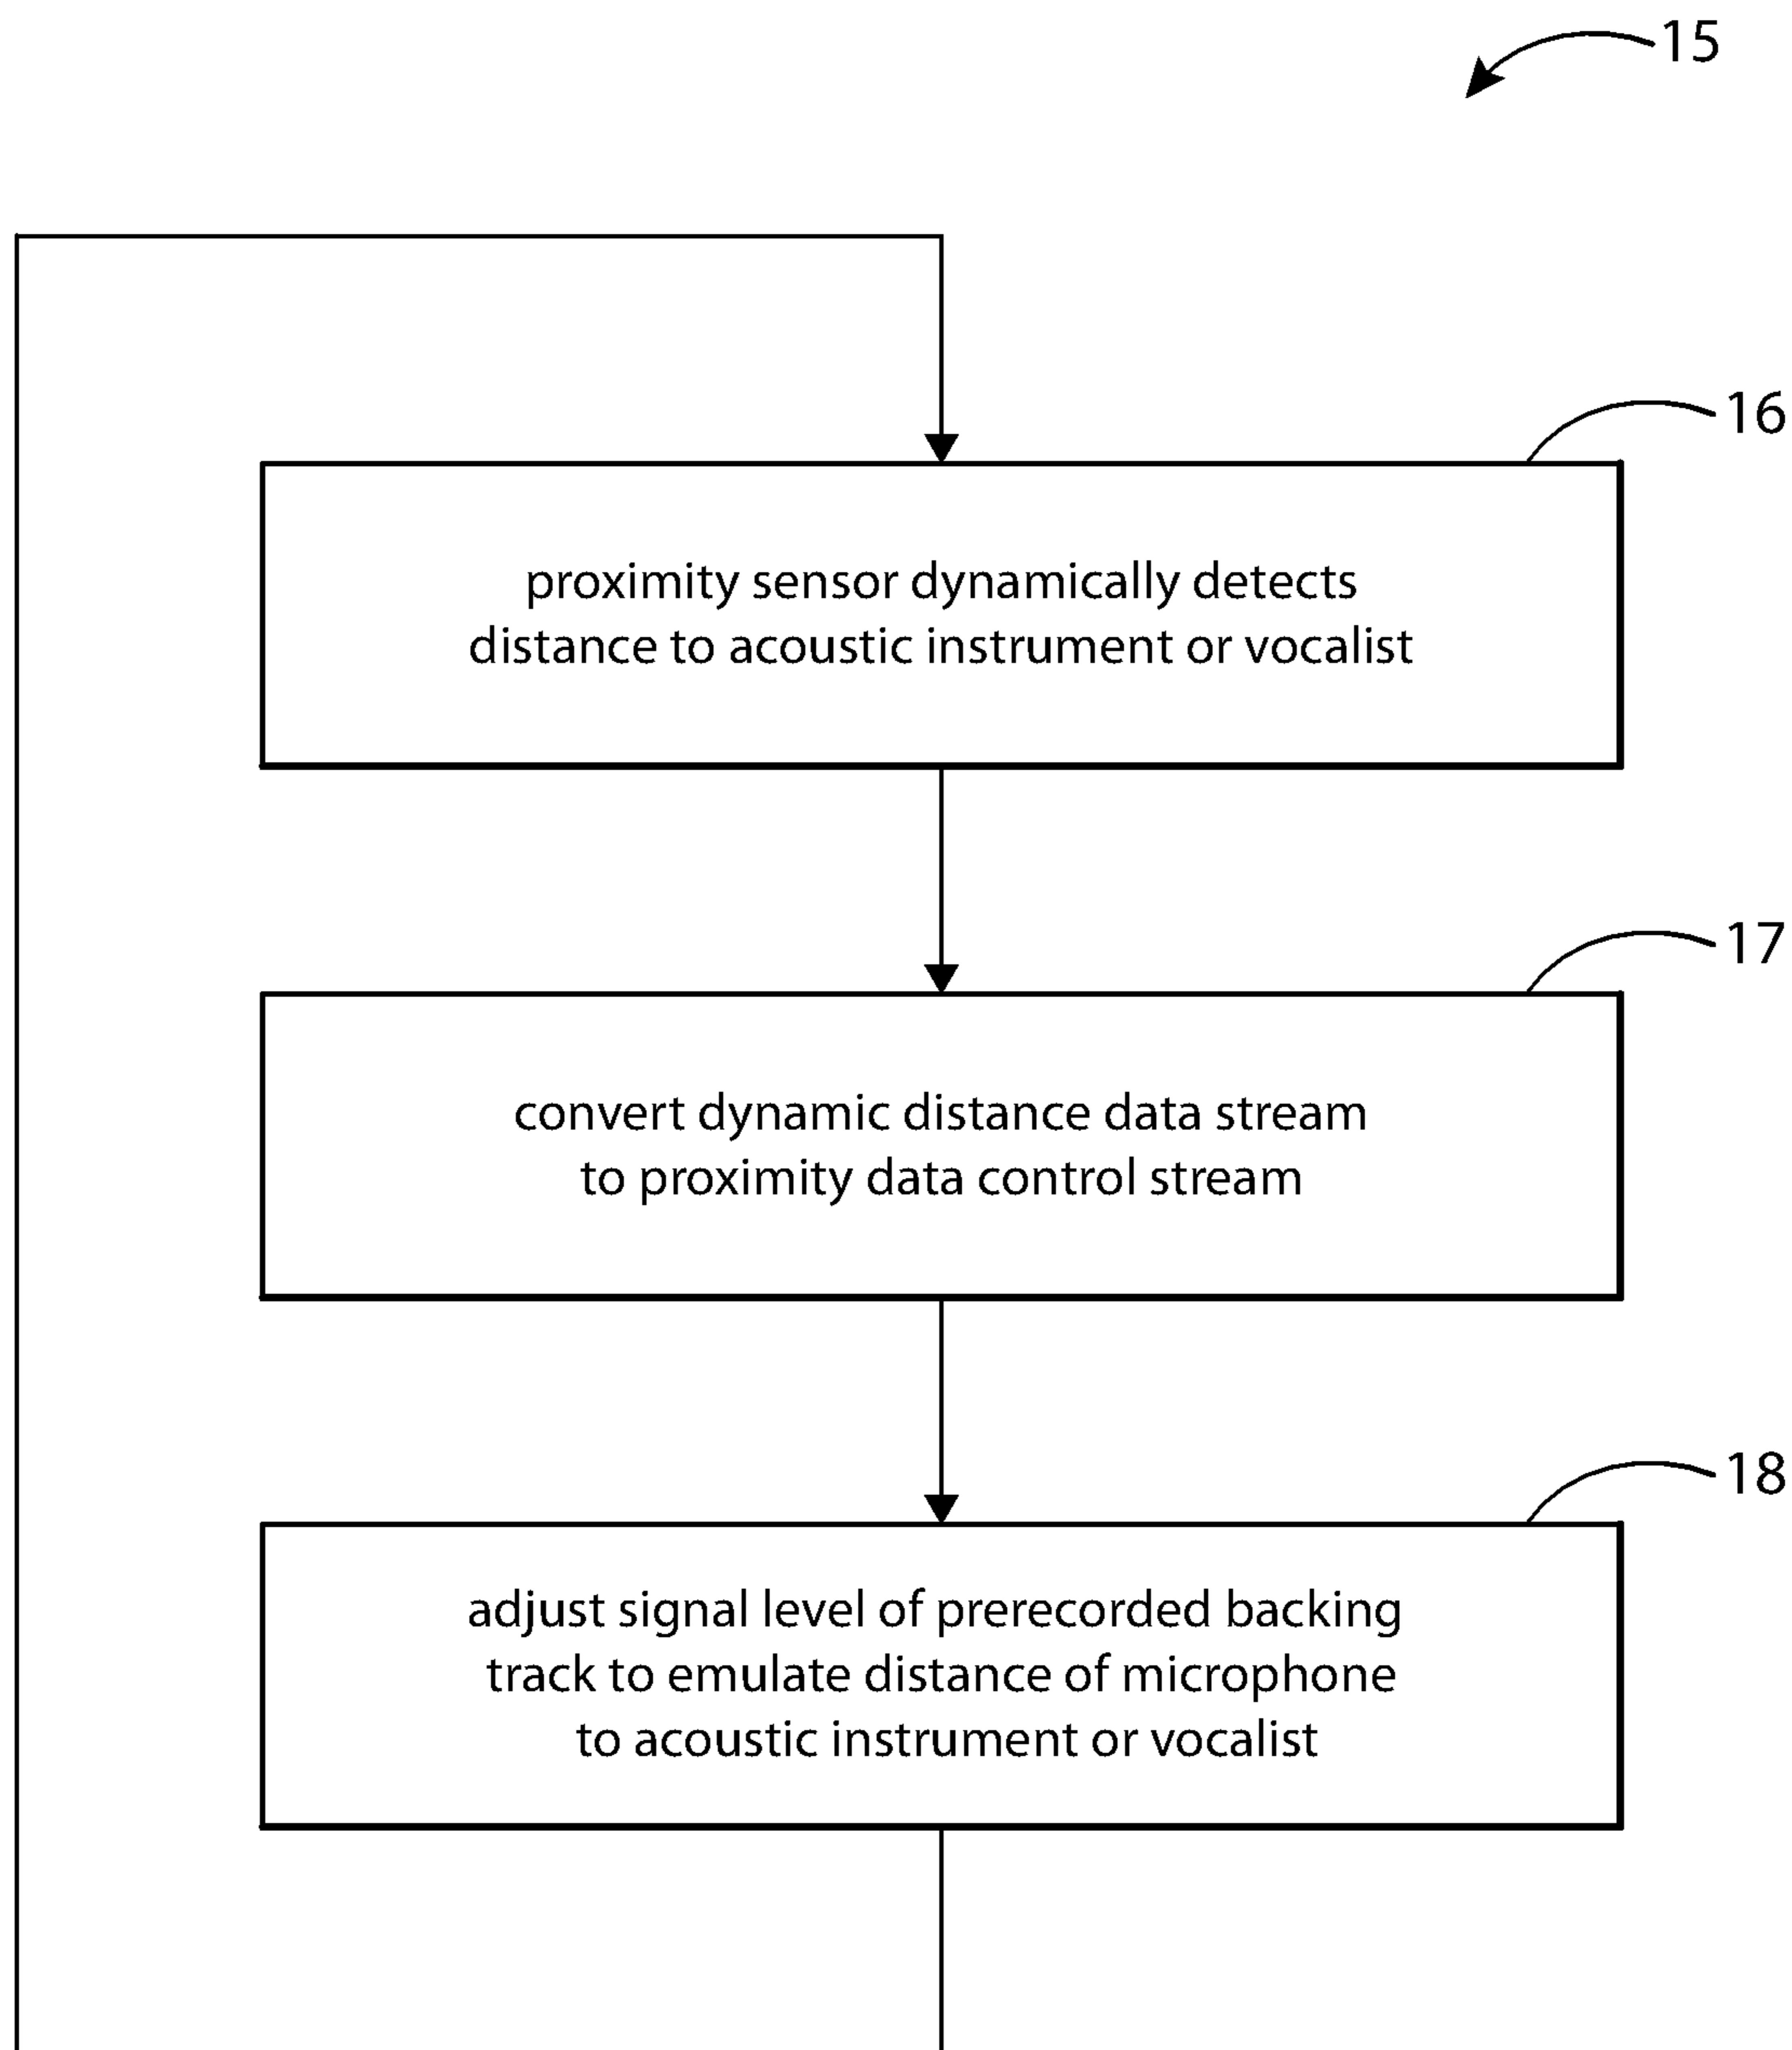 15
16
proximity sensor dynamically detects
distance to acoustic instrument or vocalist
17
convert dynamic distance data stream
to proximity data control stream
18
adjust signal level of prerecorded backing
track to emulate distance of microphone
to acoustic instrument or vocalist